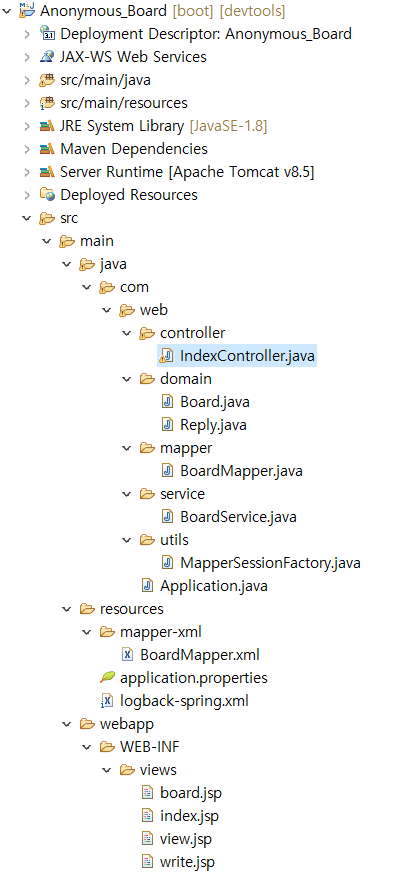 Anonymous_Board [boot] [devtools]
Deployment Descriptor: Anonymous_Board
JAX-WS Web Services
src/main/java
src/main/resources
JRE System Library [JavaSE-1.8]
Maven Dependencies
Server Runtime [Apache Tomcat v8.5]
Deployed Resources
src
main
java
com
web
controller
IndexController.java
domain
Board.java
Reply.java
mapper
BoardMapper.java
service
BoardService.java
utils
MapperSessionFactory.java
Application.java
resources
mapper-xml
BoardMapper.xml
application.properties
logback-spring.xml
webapp
WEB-INF
views
board.jsp
index.jsp
view.jsp
write.jsp